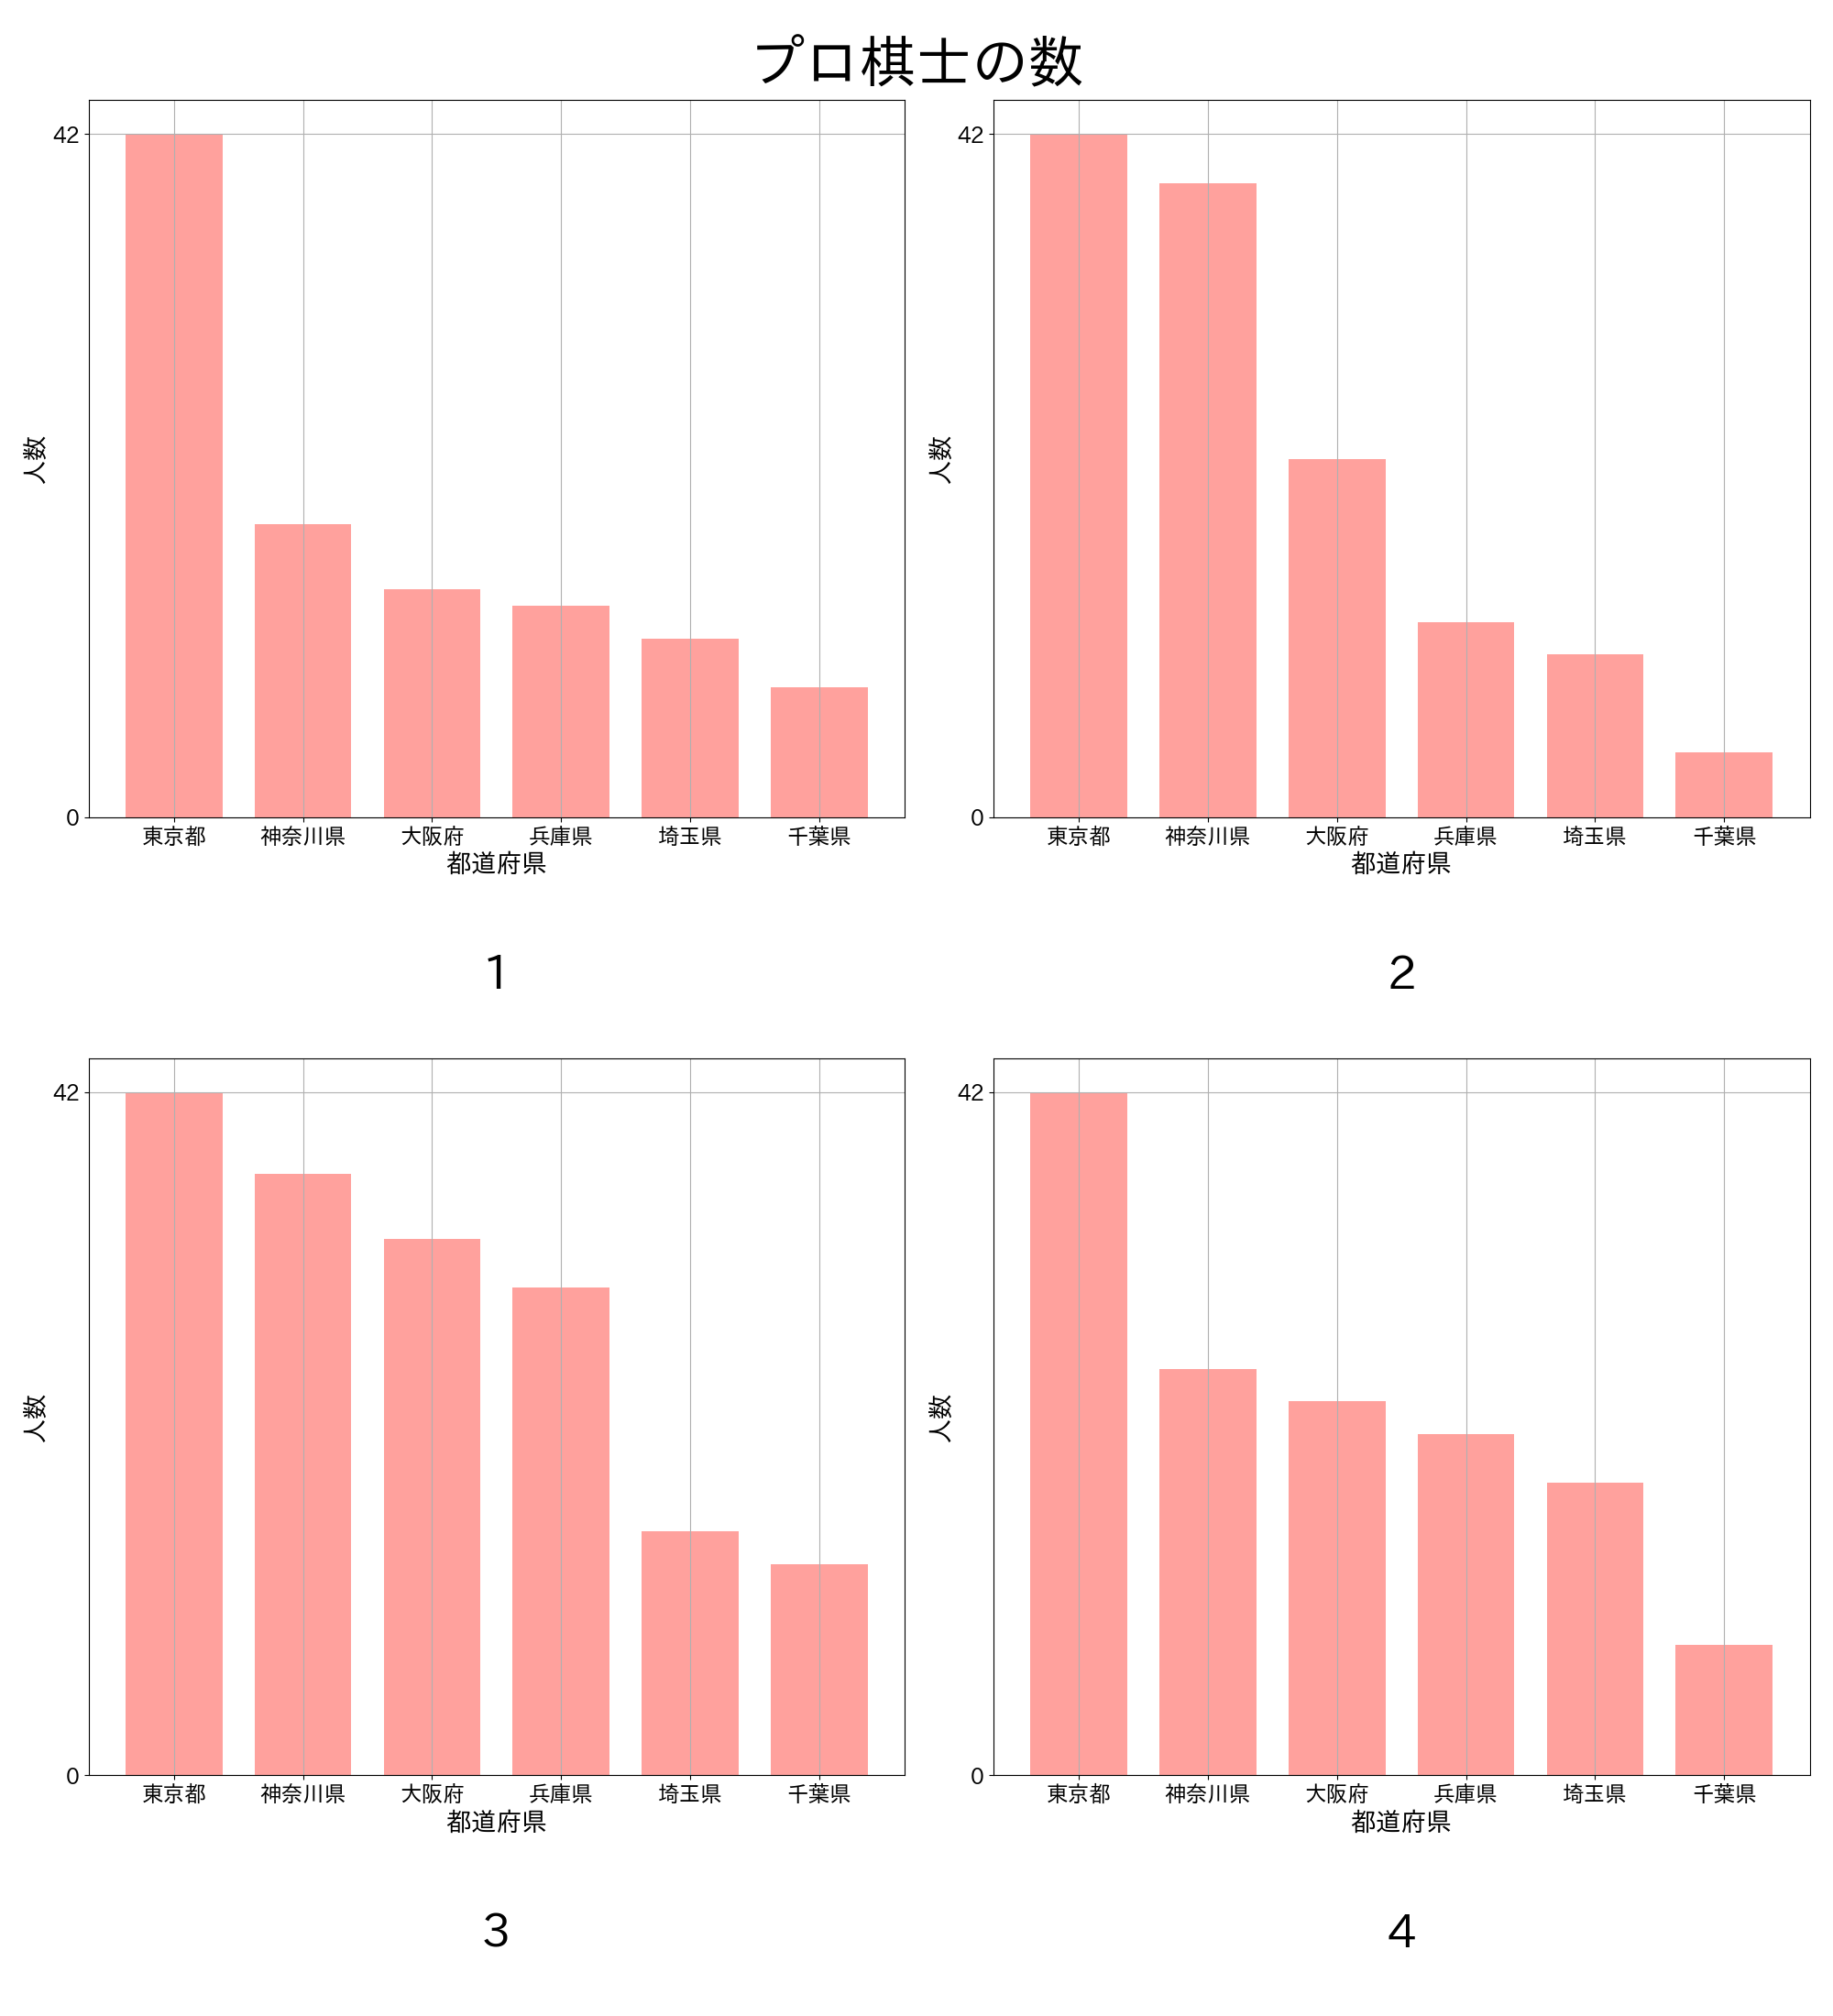 プロ棋士の数
42
0
人数
東京都 神奈川県 大阪府 兵庫県 埼玉県 千葉県
都道府県
1
42
0
人数
東京都 神奈川県 大阪府 兵庫県 埼玉県 千葉県
都道府県
2
42
0
人数
東京都 神奈川県 大阪府 兵庫県 埼玉県 千葉県
都道府県
3
42
0
人数
東京都 神奈川県 大阪府 兵庫県 埼玉県 千葉県
都道府県
4